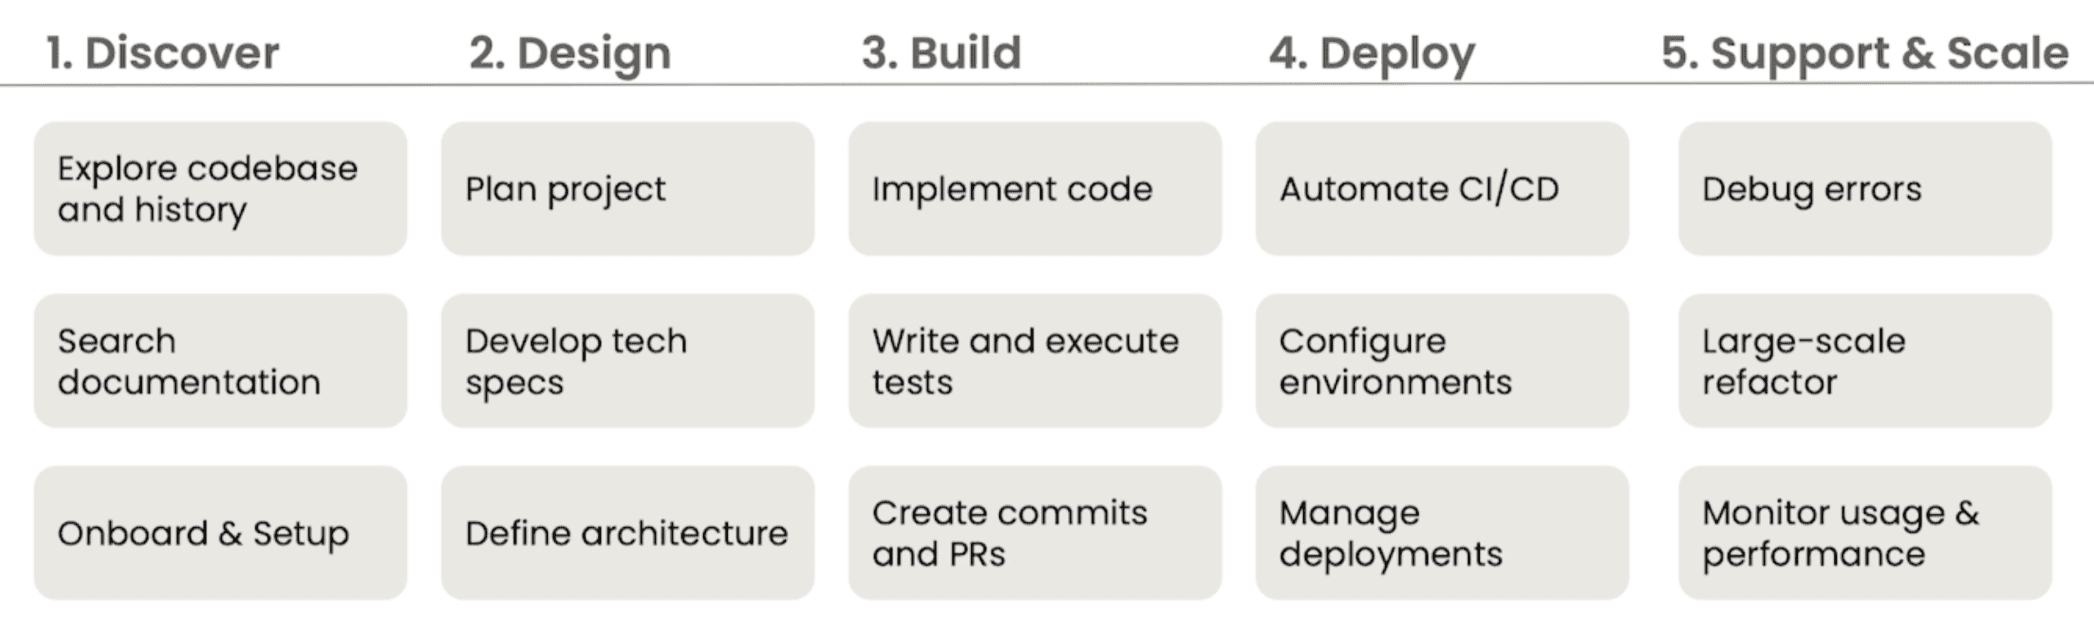 1. Discover
2. Design
3. Build
4. Deploy
5. Support & Scale
Explore codebase
and history
Plan project
Implement code
Automate CI/CD
Debug errors
Search
documentation
Develop tech
specs
Write and execute
tests
Configure
environments
Large-scale
refactor
Onboard & Setup
Define architecture
Create commits
and PRs
Manage
deployments
Monitor usage &
performance